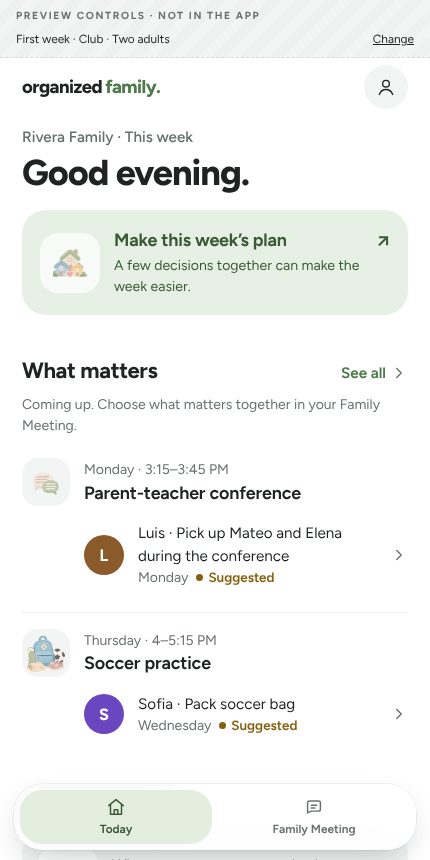 PREVIEW CONTROLS · NOT IN THE APP
First week · Club · Two adults
Change
organized family.
Rivera Family · This week
Good evening.
Make this week’s plan
A few decisions together can make the
week easier.
What matters
See all
Coming up. Choose what matters together in your Family
Meeting.
Monday · 3:15–3:45 PM
Parent-teacher conference
L
Luis · Pick up Mateo and Elena
during the conference
Monday
Suggested
Thursday · 4–5:15 PM
Soccer practice
S
Sofia · Pack soccer bag
Wednesday
Suggested
Today
Family Meeting